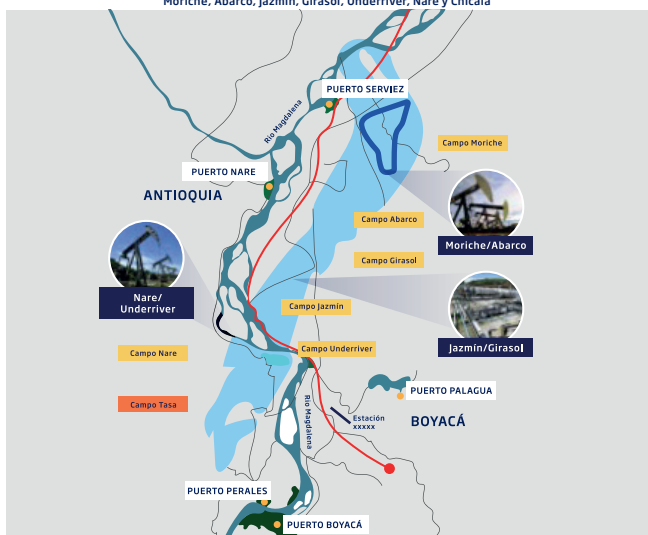 Moriche, Abarco, Jazmín, Girasol, Underriver, Nare y Chicalá
PUERTO SERVIEZ
Río Magdalena
Campo Moriche
PUERTO NARE
ANTIOQUIA
Campo Abarco
Moriche/Abarco
Campo Girasol
Nare/
Underriver
Campo Jazmín
Jazmín/Girasol
Campo Nare
Campo Underriver
PUERTO PALAGUA
Campo Tasa
Río Magdalena
Estación
xxxxx
BOYACÁ
PUERTO PERALES
PUERTO BOYACÁ